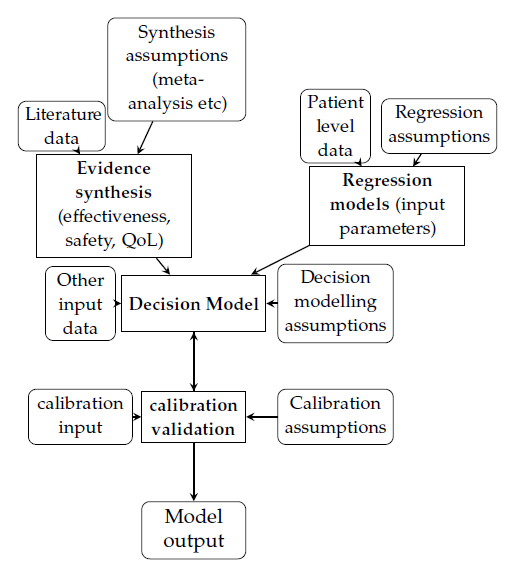 Synthesis
assumptions
(meta-
analysis etc)
Literature
data
Patient
level
data
Regression
assumptions
Evidence
synthesis
(effectiveness,
safety, QoL)
Regression
models (input
parameters)
Other
input
data
Decision Model
Decision
modelling
assumptions
calibration
input
calibration
validation
Calibration
assumptions
Model
output